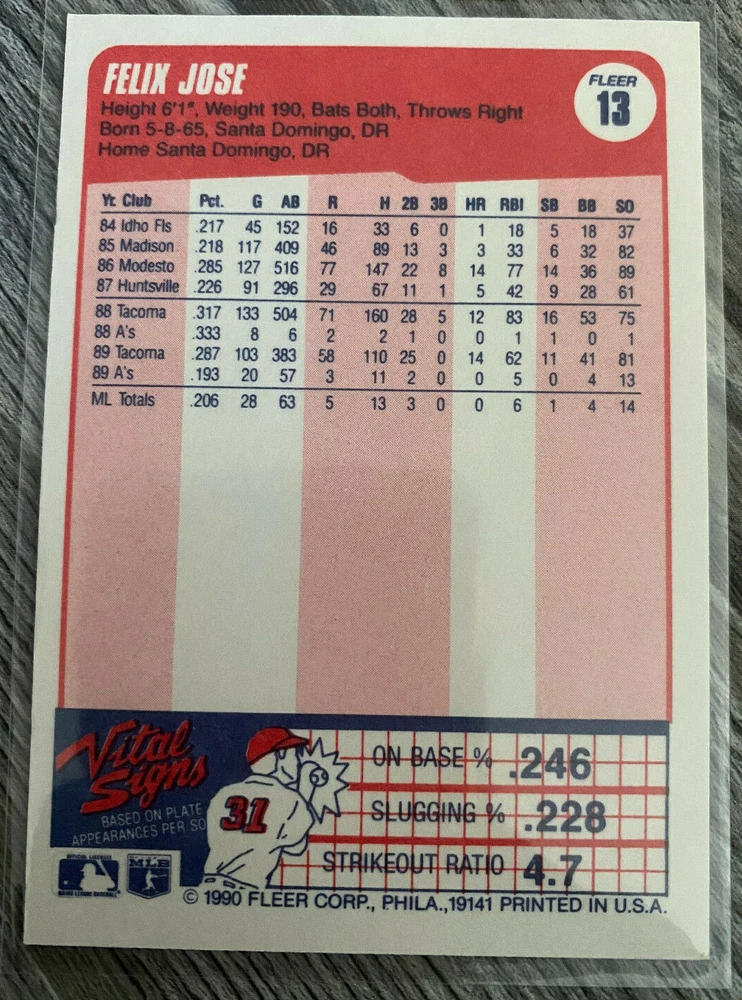 FELIX JOSE
Height 6'1", Weight 190, Bats Both, Throws Right
Born 5-8-65, Santa Domingo, DR
Home Santa Domingo, DR
FLEER
13
Yr. Club Pct. G AB R H 2B 3B HR RBI SB BB SO
84 Idho Fls .217 45 152 16 33 6 0 1 18 5 18 37
85 Madison .218 117 409 46 89 13 3 3 33 6 32 82
86 Modesto .285 127 516 77 147 22 8 14 77 14 36 89
87 Huntsville .226 91 296 29 67 11 1 5 42 9 28 61
88 Tacoma .317 133 504 71 160 28 5 12 83 16 53 75
88 A's .333 8 6 2 2 1 0 0 1 1 0 1
89 Tacoma .287 103 383 58 110 25 0 14 62 11 41 81
89 A's .193 20 57 3 11 2 0 0 5 0 4 13
ML Totals .206 28 63 5 13 3 0 0 6 1 4 14
Vital
Signs
BASED ON PLATE
APPEARANCES PER SO
31
ON BASE % .246
SLUGGING % .228
STRIKEOUT RATIO 4.7
MLB
© 1990 FLEER CORP., PHILA.,19141 PRINTED IN U.S.A.